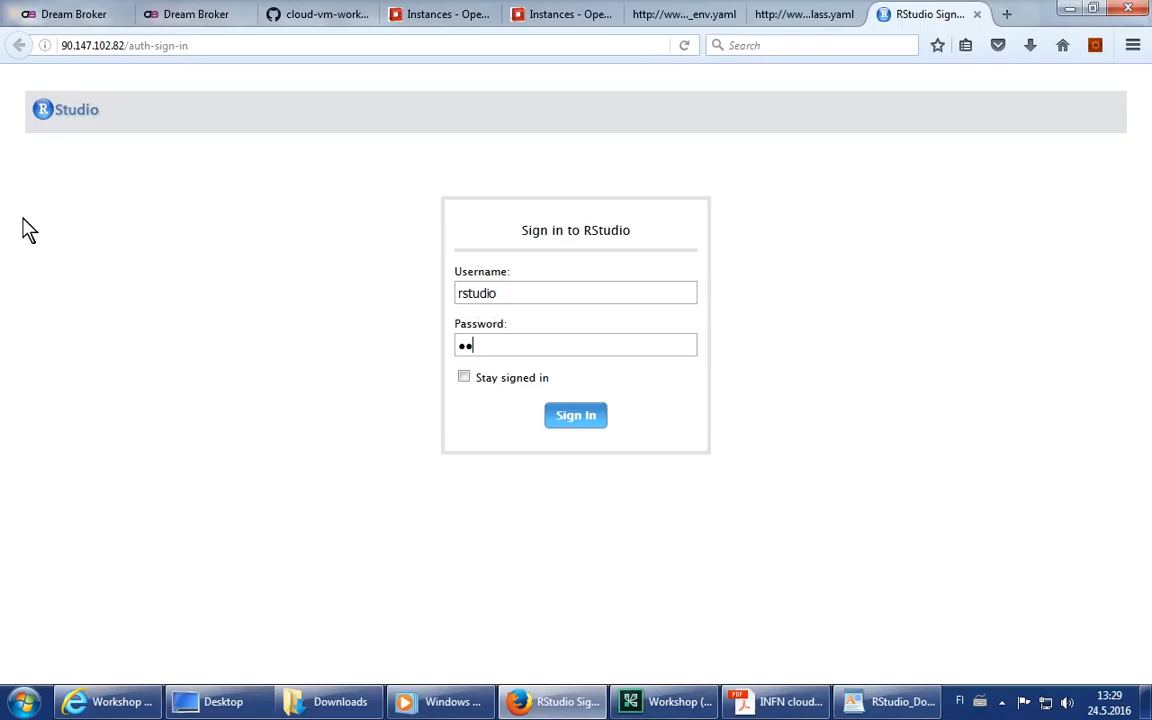 Dream Broker
Dream Broker
cloud-vm-work...
Instances - Ope...
Instances - Ope...
http://ww..._env.yaml
http://ww...lass.yaml
RStudio Sign...
90.147.102.82/auth-sign-in
Search
R Studio
Sign in to RStudio
Username:
rstudio
Password:
Stay signed in
Sign In
Workshop ...
Desktop
Downloads
Windows ...
RStudio Sig...
Workshop (...
PDF
INFN cloud...
RStudio_Do...
FI
13:29
24.5.2016